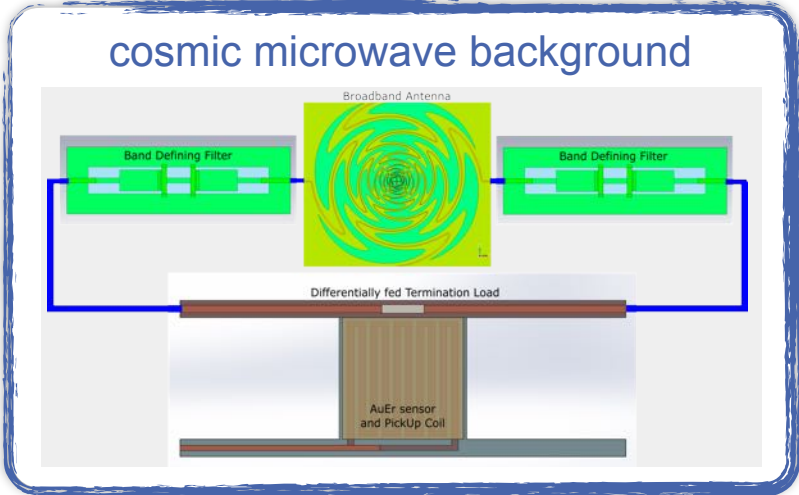 cosmic microwave background
Broadband Antenna
Band Defining Filter
Band Defining Filter
Differentially fed Termination Load
AuEr sensor
and PickUp Coil